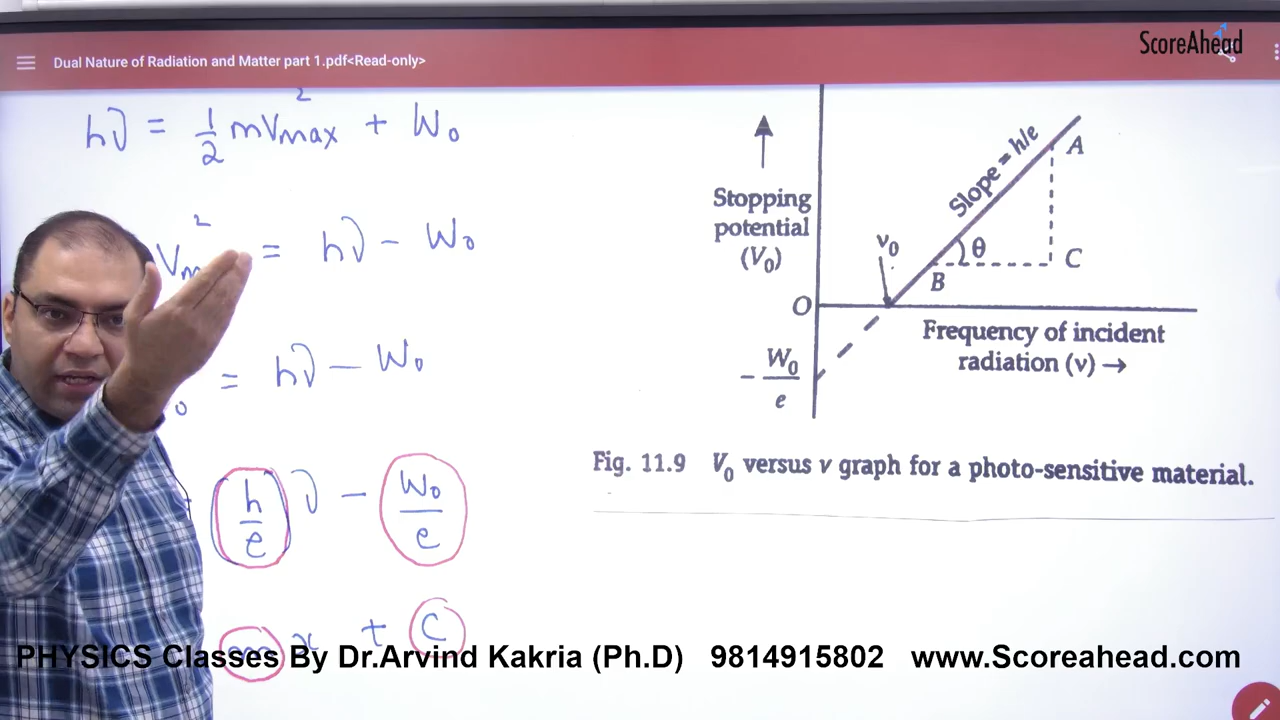 ScoreAhead
Dual Nature of Radiation and Matter part 1.pdf<Read-only>
hν = 1/2 mVmax² + W₀
= hν − W₀
= hν − W₀
h/e ν − W₀/e
m x + C
Stopping
potential
(V₀)
Slope = h/e
A
ν₀
θ
B
C
O
− W₀/e
Frequency of incident
radiation (ν) →
Fig. 11.9 V₀ versus ν graph for a photo-sensitive material.
PHYSICS Classes By Dr.Arvind Kakria (Ph.D) 9814915802 www.Scoreahead.com